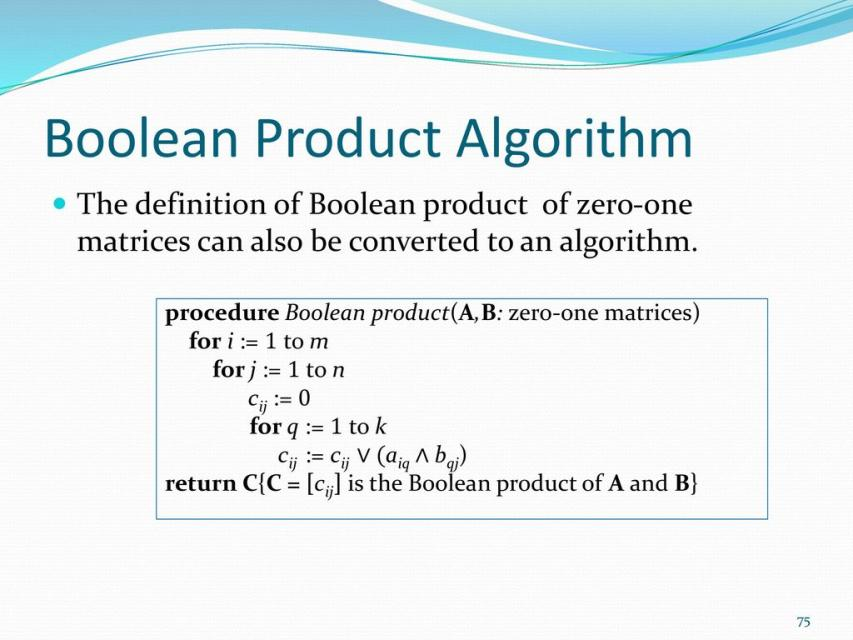 Boolean Product Algorithm
The definition of Boolean product of zero-one
matrices can also be converted to an algorithm.
procedure Boolean product(A,B: zero-one matrices)
for i := 1 to m
for j := 1 to n
cij := 0
for q := 1 to k
cij := cij ∨ (aiq ∧ bqj)
return C{C = [cij] is the Boolean product of A and B}
75